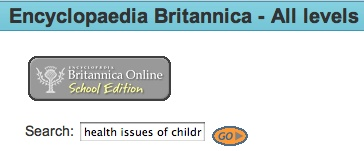 Encyclopaedia Britannica - All levels
ENCYCLOPÆDIA
Britannica Online
School Edition
Search: health issues of childr GO